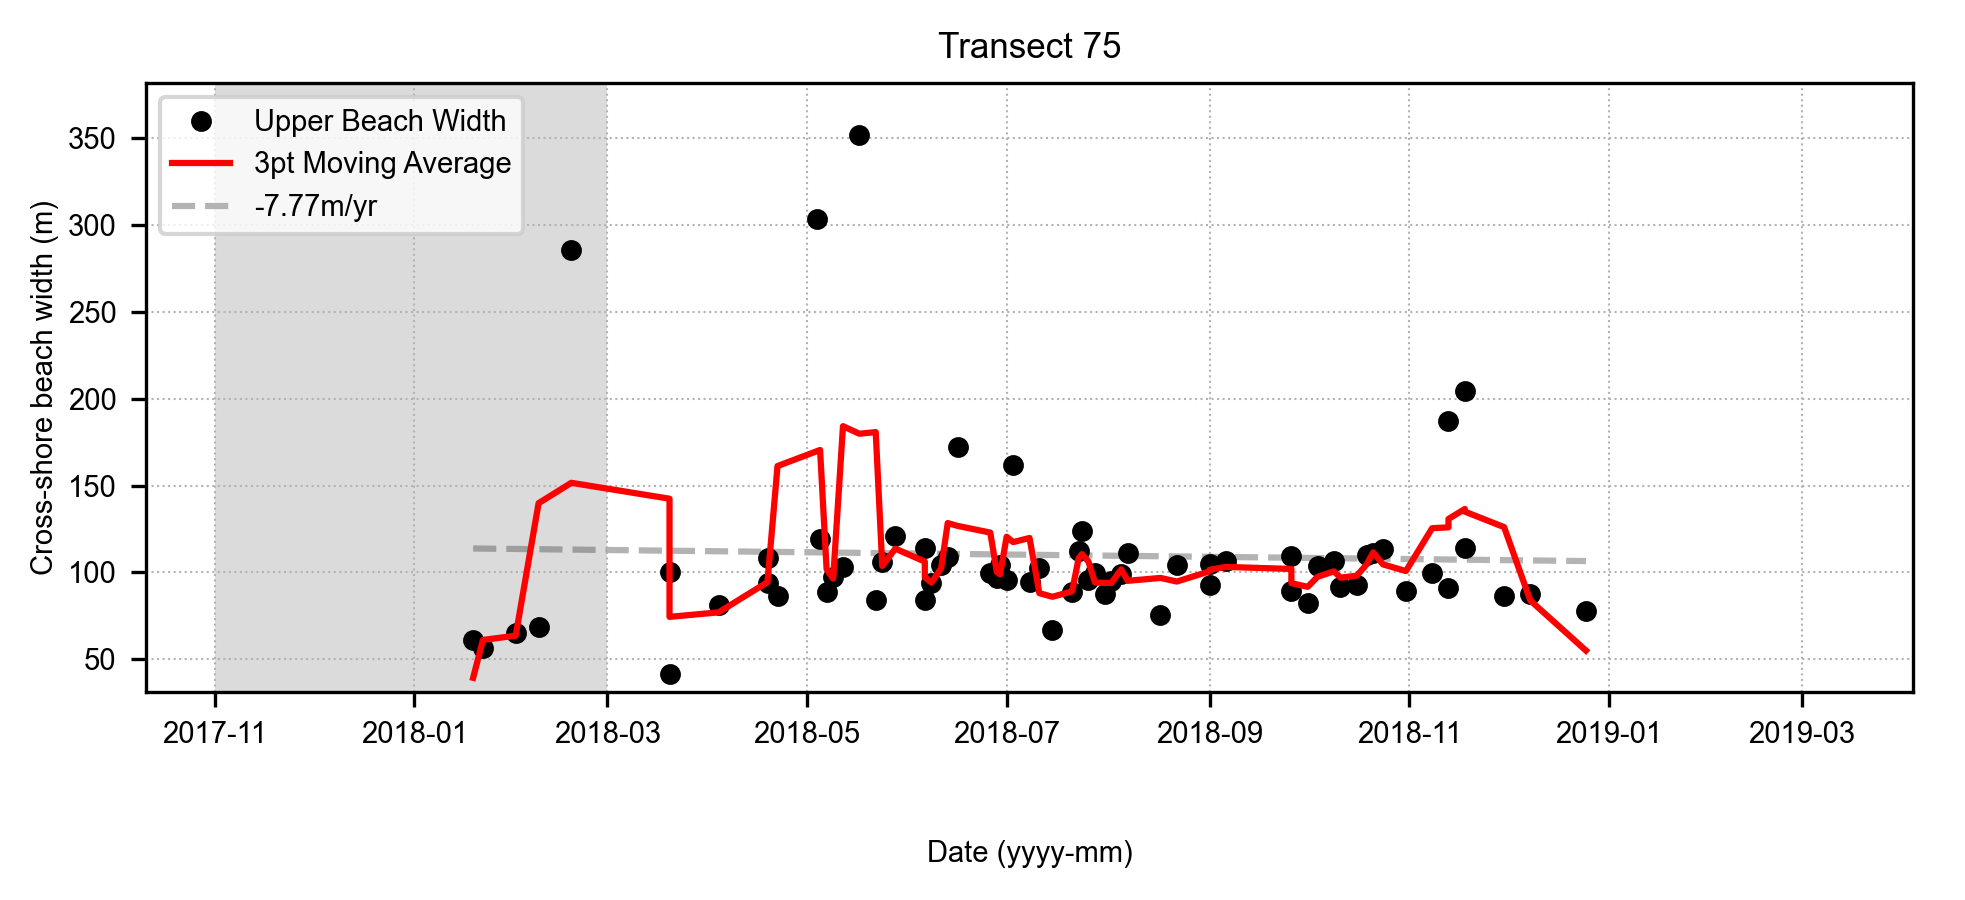 Transect 75
Upper Beach Width
3pt Moving Average
-7.77m/yr
Cross-shore beach width (m)
350
300
250
200
150
100
50
2017-11 2018-01 2018-03 2018-05 2018-07 2018-09 2018-11 2019-01 2019-03
Date (yyyy-mm)